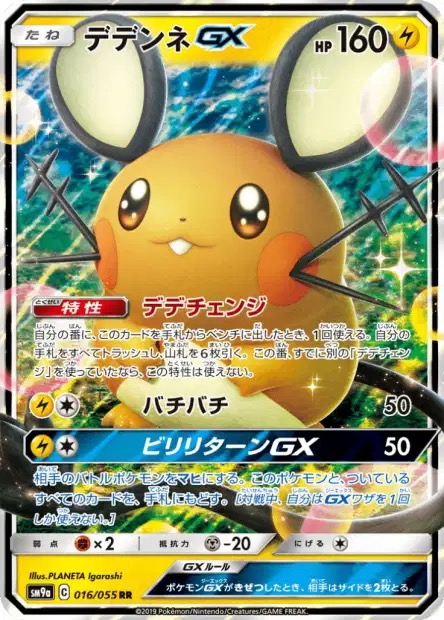 たね デデンネGX HP 160
特性 デデチェンジ
自分の番に、このカードを手札からベンチに出したとき、1回使える。自分の
手札をすべてトラッシュし、山札を6枚引く。この番、すでに別の「デデチェン
ジ」を使っていたなら、この特性は使えない。
バチバチ 50
ビリリターンGX 50
相手のバトルポケモンをマヒにする。このポケモンと、ついている
すべてのカードを、手札にもどす。[対戦中、自分はGXワザを1回
しか使えない。]
弱点 ×2 抵抗力 -20 にげる
Illus.PLANETA Igarashi
GXルール
ポケモンGXがきぜつしたとき、相手はサイドを2枚とる。
SM9a C 016/055 RR
©2019 Pokémon/Nintendo/Creatures/GAME FREAK.